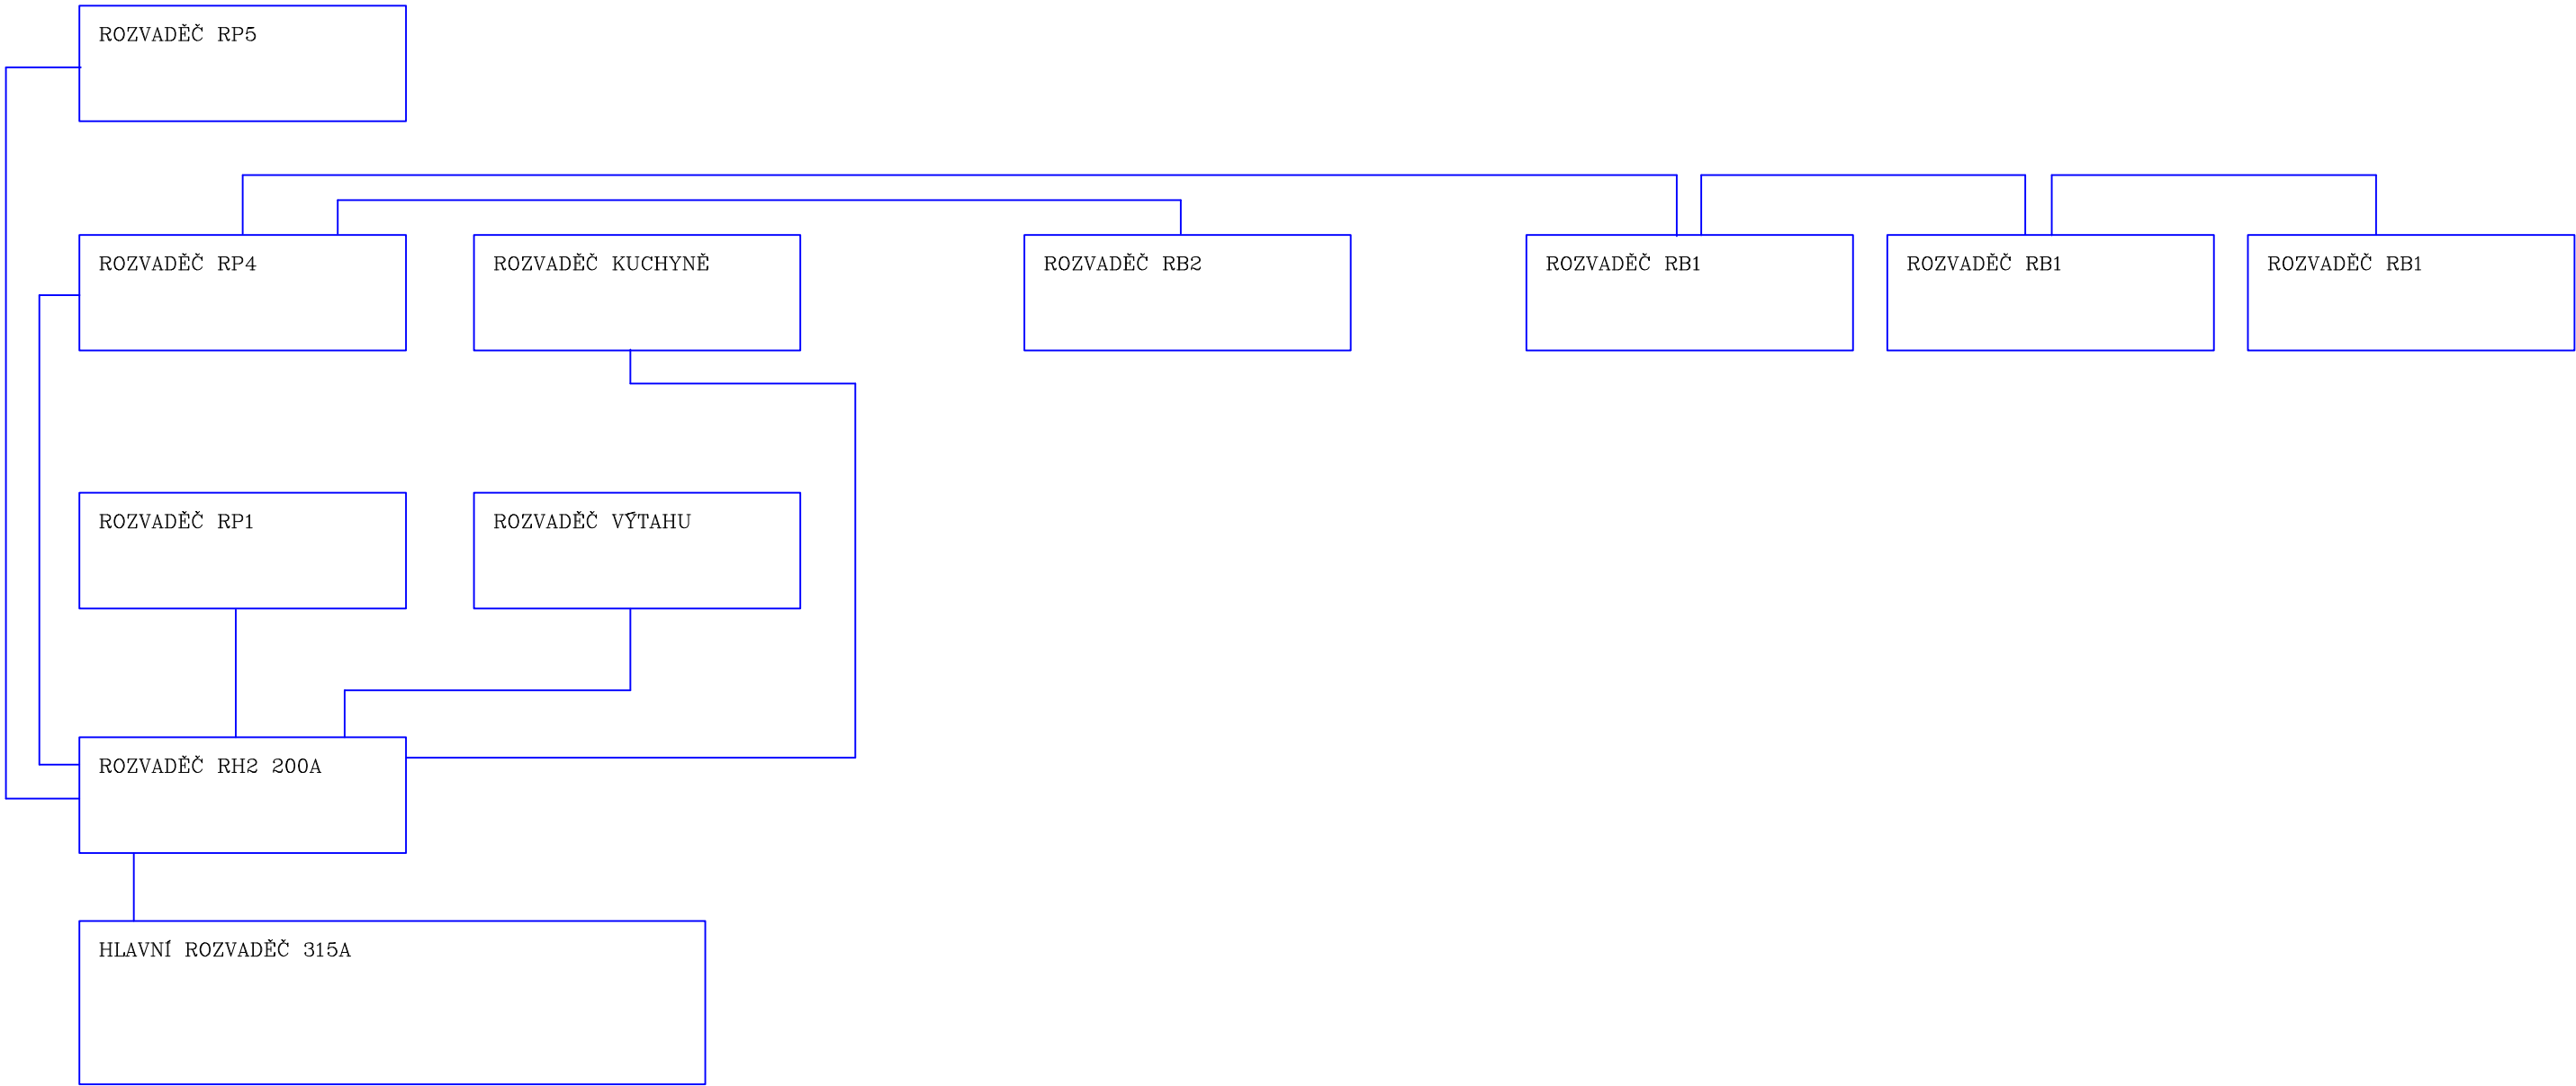 ROZVADĚČ RP5
ROZVADĚČ RP4
ROZVADĚČ KUCHYNĚ
ROZVADĚČ RB2
ROZVADĚČ RB1
ROZVADĚČ RB1
ROZVADĚČ RB1
ROZVADĚČ RP1
ROZVADĚČ VÝTAHU
ROZVADĚČ RH2 200A
HLAVNÍ ROZVADĚČ 315A